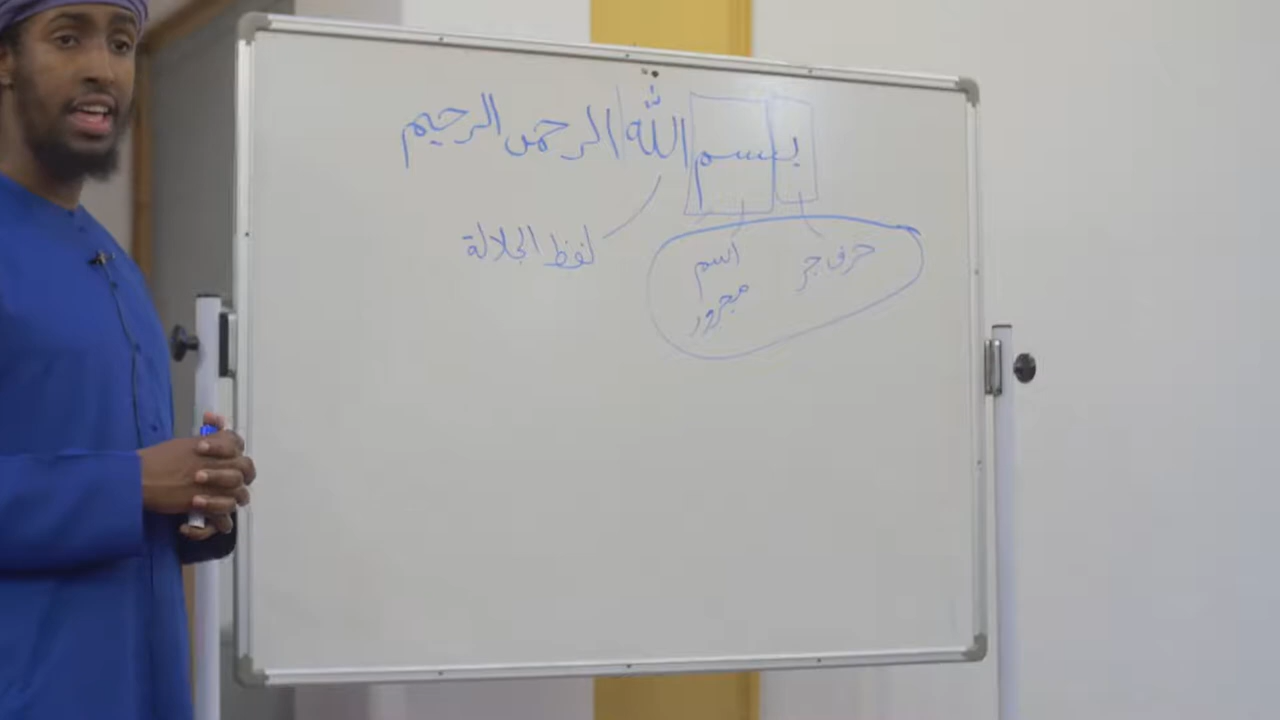 بسم الله الرحمن الرحيم
حرف جر
اسم
مجرور
لفظ الجلالة